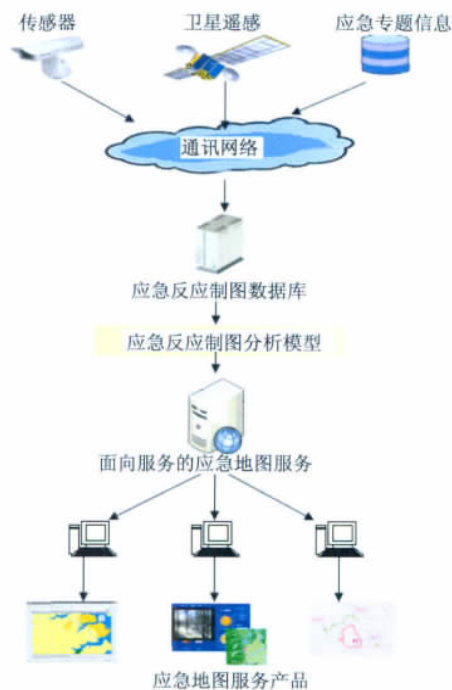 传感器
卫星遥感
应急专题信息
通讯网络
应急反应制图数据库
应急反应制图分析模型
面向服务的应急地图服务
应急地图服务产品